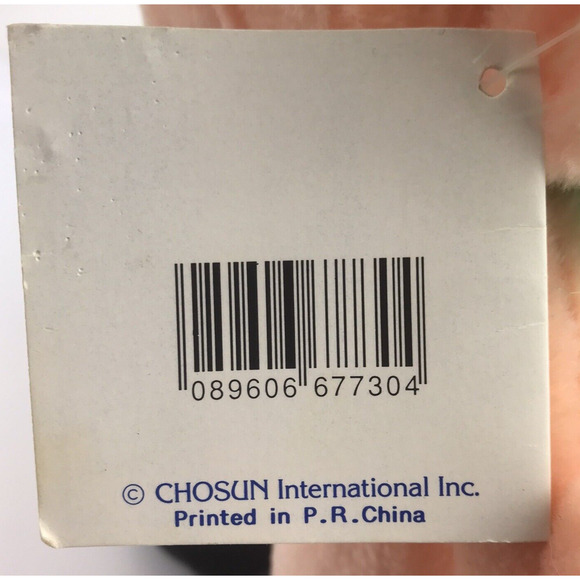 089606 677304
© CHOSUN International Inc.
Printed in P.R.China